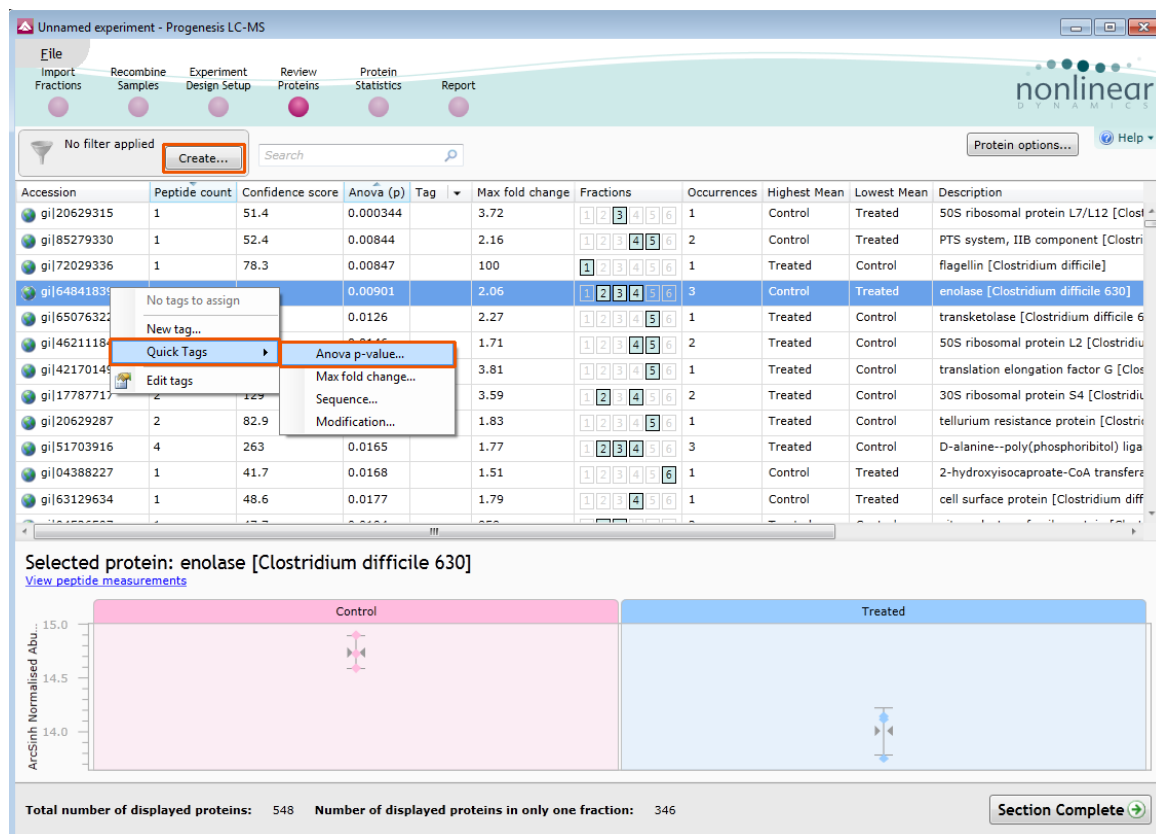 Unnamed experiment - Progenesis LC-MS
File
Import Fractions
Recombine Samples
Experiment Design Setup
Review Proteins
Protein Statistics
Report
nonlinear
DYNAMICS
No filter applied
Create...
Search
Protein options...
Help
Accession Peptide count Confidence score Anova (p) Tag Max fold change Fractions Occurrences Highest Mean Lowest Mean Description
gi|20629315 1 51.4 0.000344 3.72 1 2 3 4 5 6 1 Control Treated 50S ribosomal protein L7/L12 [Clost
gi|85279330 1 52.4 0.00844 2.16 1 2 3 4 5 6 2 Control Treated PTS system, IIB component [Clostri
gi|72029336 1 78.3 0.00847 100 1 2 3 4 5 6 1 Treated Control flagellin [Clostridium difficile]
gi|64841839 0.00901 2.06 1 2 3 4 5 6 3 Control Treated enolase [Clostridium difficile 630]
gi|65076322 0.0126 2.27 1 2 3 4 5 6 1 Treated Control transketolase [Clostridium difficile 6
gi|46211184 1.71 1 2 3 4 5 6 2 Treated Control 50S ribosomal protein L2 [Clostridiu
gi|42170149 3.81 1 2 3 4 5 6 1 Treated Control translation elongation factor G [Clos
gi|17787717 2 129 3.59 1 2 3 4 5 6 2 Treated Control 30S ribosomal protein S4 [Clostridiu
gi|20629287 2 82.9 1.83 1 2 3 4 5 6 1 Treated Control tellurium resistance protein [Clostric
gi|51703916 4 263 0.0165 1.77 1 2 3 4 5 6 3 Treated Control D-alanine--poly(phosphoribitol) liga
gi|04388227 1 41.7 0.0168 1.51 1 2 3 4 5 6 1 Control Treated 2-hydroxyisocaproate-CoA transfera
gi|63129634 1 48.6 0.0177 1.79 1 2 3 4 5 6 1 Treated Control cell surface protein [Clostridium diff
No tags to assign
New tag...
Quick Tags
Edit tags
Anova p-value...
Max fold change...
Sequence...
Modification...
Selected protein: enolase [Clostridium difficile 630]
View peptide measurements
Control
Treated
ArcSinh Normalised Abu...
15.0
14.5
14.0
Total number of displayed proteins: 548 Number of displayed proteins in only one fraction: 346
Section Complete